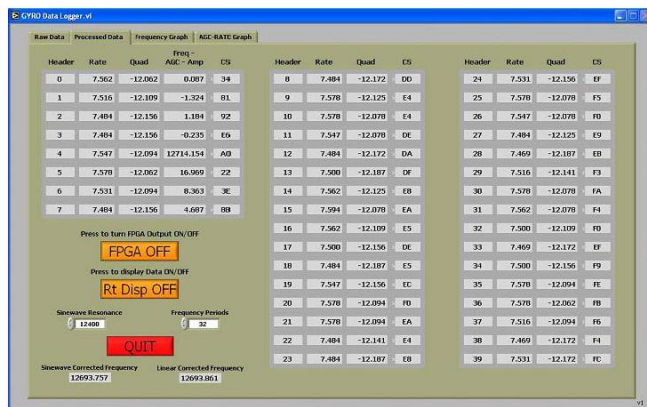 GYRO Data Logger.vi
Raw Data Processed Data Frequency Graph AGC-RATE Graph
Header Rate Quad Freq - AGC - Amp CS
0 7.562 -12.062 0.087 34
1 7.516 -12.109 -1.324 81
2 7.484 -12.156 1.184 92
3 7.484 -12.156 -0.235 E6
4 7.547 -12.094 12714.154 A0
5 7.578 -12.062 16.969 22
6 7.531 -12.094 8.363 3E
7 7.484 -12.156 4.687 8B
Press to turn FPGA Output ON/OFF
FPGA OFF
Press to display Data ON/OFF
Rt Disp OFF
Sinewave Resonance Frequency Periods
12400 32
QUIT
Sinewave Corrected Frequency Linear Corrected Frequency
12693.757 12693.861
Header Rate Quad CS
8 7.484 -12.172 DD
9 7.578 -12.125 E4
10 7.578 -12.078 E4
11 7.547 -12.078 DE
12 7.484 -12.172 DA
13 7.500 -12.187 DF
14 7.562 -12.125 E8
15 7.594 -12.078 EA
16 7.562 -12.109 E5
17 7.500 -12.156 DE
18 7.484 -12.187 E5
19 7.547 -12.156 EC
20 7.578 -12.094 F0
21 7.578 -12.094 EA
22 7.484 -12.141 E4
23 7.484 -12.187 E8
Header Rate Quad CS
24 7.531 -12.156 EF
25 7.578 -12.078 F5
26 7.547 -12.078 F0
27 7.484 -12.125 E9
28 7.469 -12.187 EB
29 7.516 -12.141 F3
30 7.578 -12.078 FA
31 7.562 -12.078 F4
32 7.500 -12.109 F0
33 7.469 -12.172 EF
34 7.500 -12.156 F9
35 7.578 -12.094 FE
36 7.578 -12.062 FB
37 7.516 -12.094 F6
38 7.469 -12.172 F4
39 7.531 -12.172 FC
v1